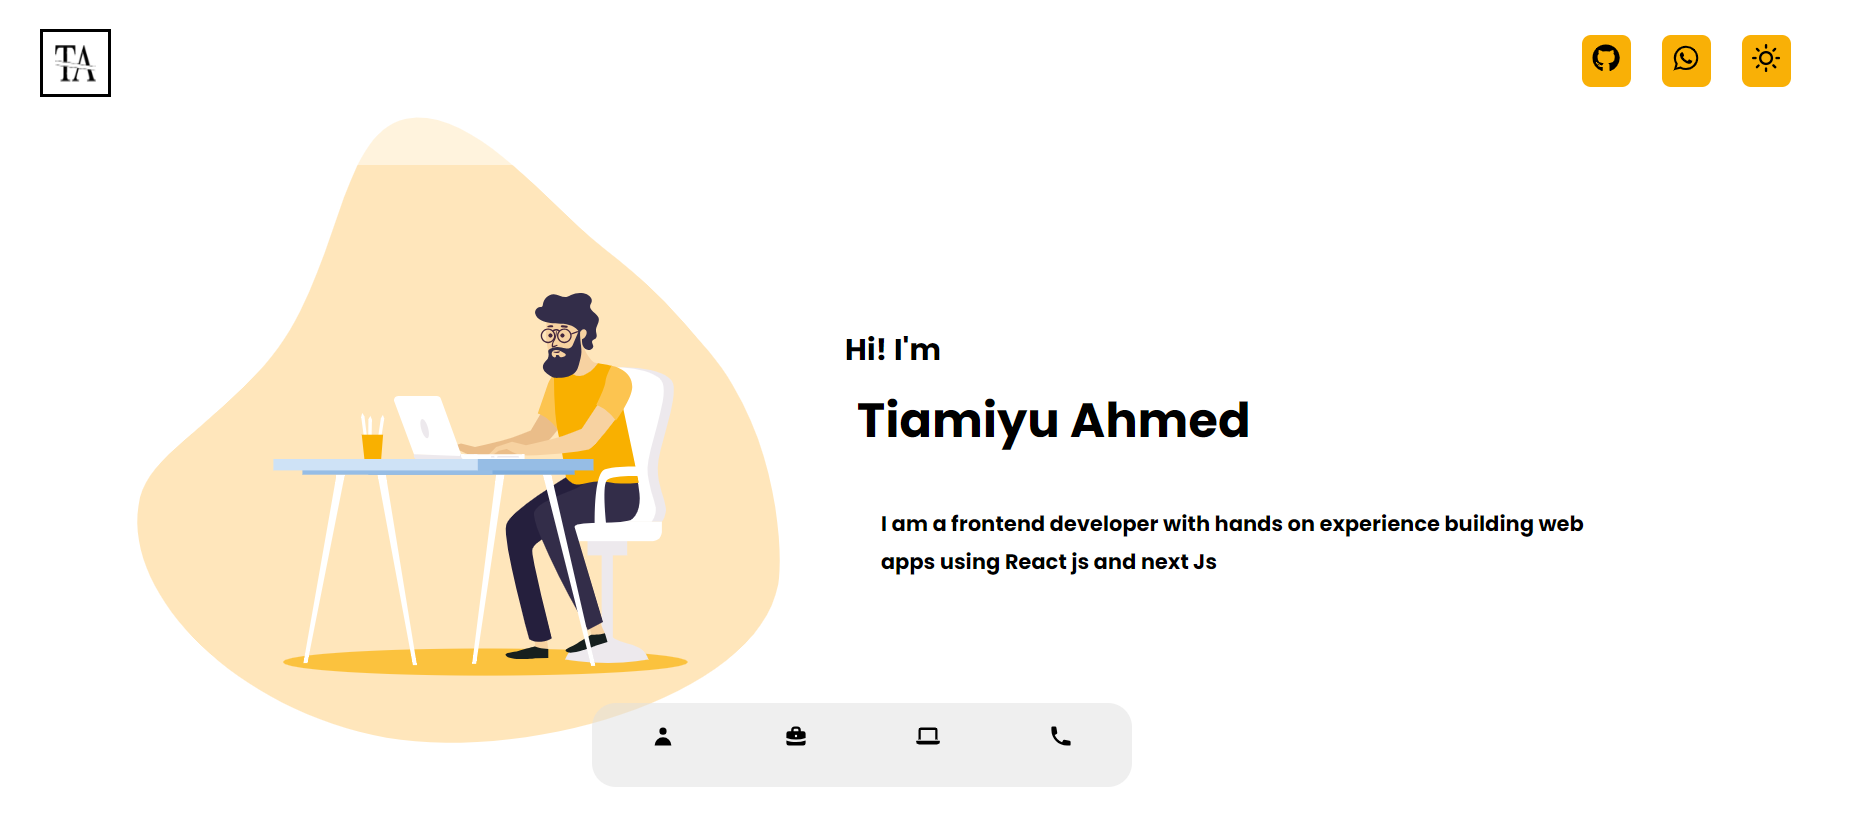 TA
Hi! I'm
Tiamiyu Ahmed
I am a frontend developer with hands on experience building web
apps using React js and next Js